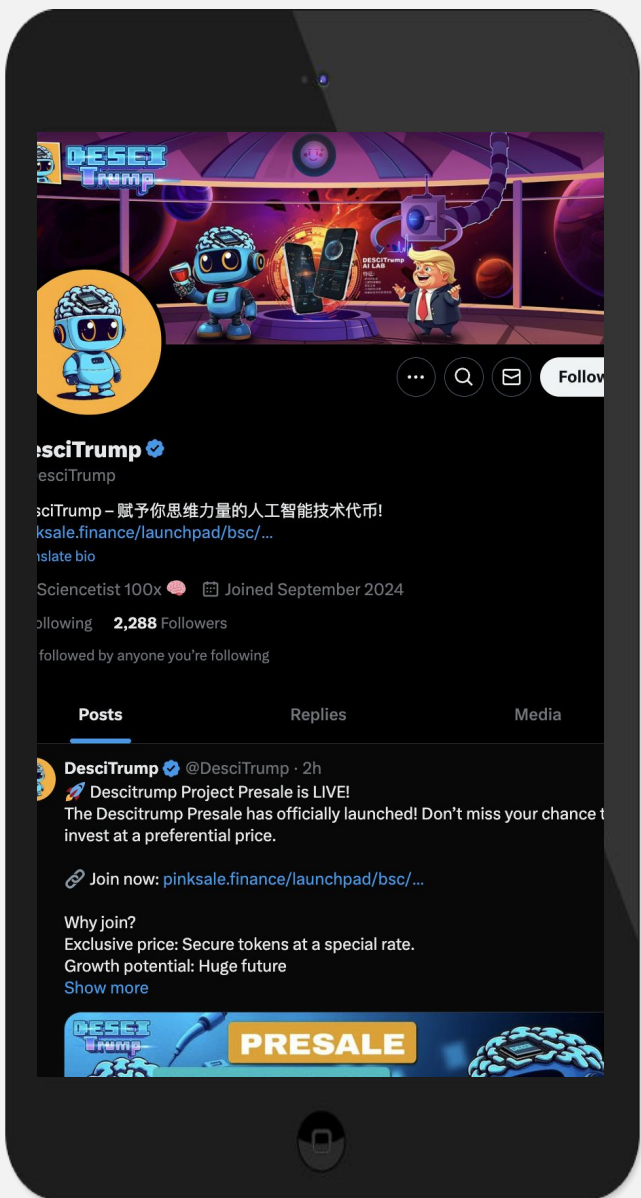 DESCI
Trump
DESCITrump
AI LAB
特征:
Follow
esciTrump
esciTrump
sciTrump – 赋予你思维力量的人工智能技术代币!
ksale.finance/launchpad/bsc/...
nslate bio
Sciencetist 100x Joined September 2024
ollowing 2,288 Followers
followed by anyone you're following
Posts Replies Media
DesciTrump @DesciTrump · 2h
🚀 Descitrump Project Presale is LIVE!
The Descitrump Presale has officially launched! Don't miss your chance t
invest at a preferential price.
🔗 Join now: pinksale.finance/launchpad/bsc/...
Why join?
Exclusive price: Secure tokens at a special rate.
Growth potential: Huge future
Show more
DESCI
Trump
PRESALE